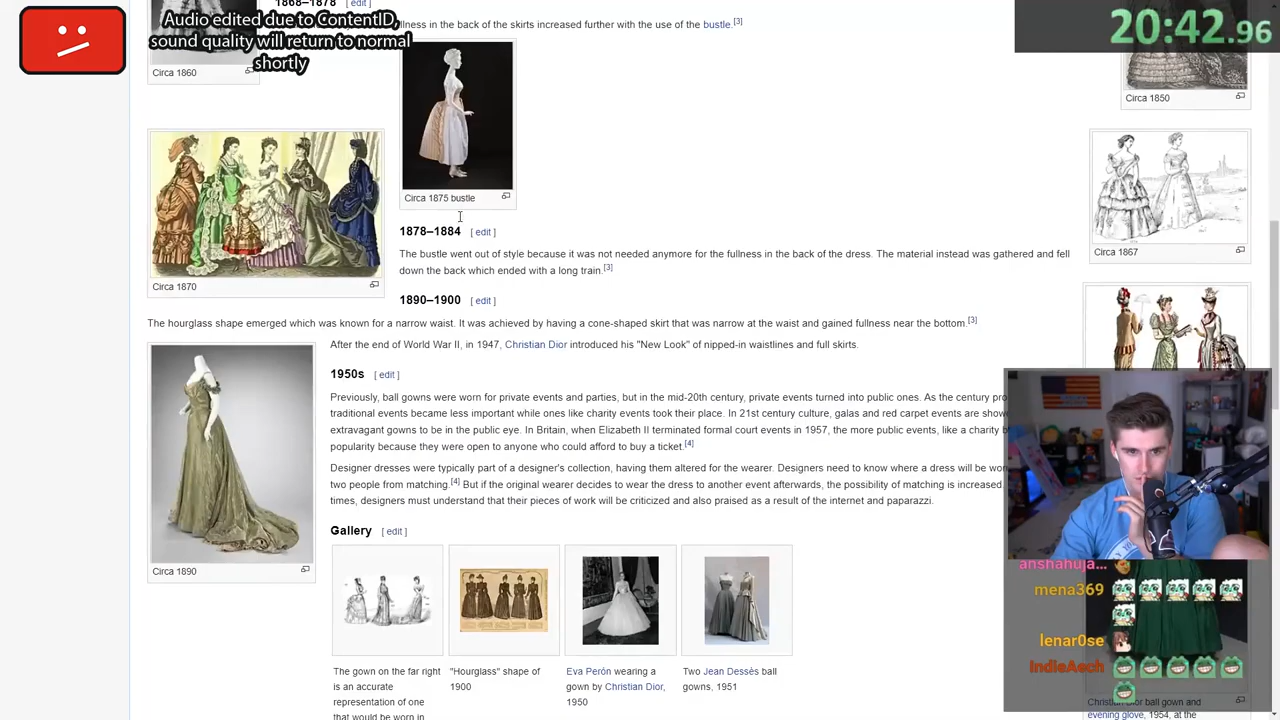 1868–1878 [ edit ]
Audio edited due to ContentID,
sound quality will return to normal
shortly
llness in the back of the skirts increased further with the use of the bustle.[3]
20:42.96
Circa 1860
Circa 1850
Circa 1875 bustle
Circa 1867
Circa 1870
1878–1884 [ edit ]
The bustle went out of style because it was not needed anymore for the fullness in the back of the dress. The material instead was gathered and fell
down the back which ended with a long train.[3]
1890–1900 [ edit ]
The hourglass shape emerged which was known for a narrow waist. It was achieved by having a cone-shaped skirt that was narrow at the waist and gained fullness near the bottom.[3]
After the end of World War II, in 1947, Christian Dior introduced his "New Look" of nipped-in waistlines and full skirts.
1950s [ edit ]
Previously, ball gowns were worn for private events and parties, but in the mid-20th century, private events turned into public ones. As the century pro
traditional events became less important while ones like charity events took their place. In 21st century culture, galas and red carpet events are show
extravagant gowns to be in the public eye. In Britain, when Elizabeth II terminated formal court events in 1957, the more public events, like a charity b
popularity because they were open to anyone who could afford to buy a ticket.[4]
Designer dresses were typically part of a designer's collection, having them altered for the wearer. Designers need to know where a dress will be wor
two people from matching.[4] But if the original wearer decides to wear the dress to another event afterwards, the possibility of matching is increased.
times, designers must understand that their pieces of work will be criticized and also praised as a result of the internet and paparazzi.
Gallery [ edit ]
Circa 1890
The gown on the far right
is an accurate
representation of one
that would be worn in
"Hourglass" shape of
1900
Eva Perón wearing a
gown by Christian Dior,
1950
Two Jean Dessès ball
gowns, 1951
anshahuja...
mena369
lenar0se
IndieAech
Christian Dior ball gown and
evening glove, 1954, at the